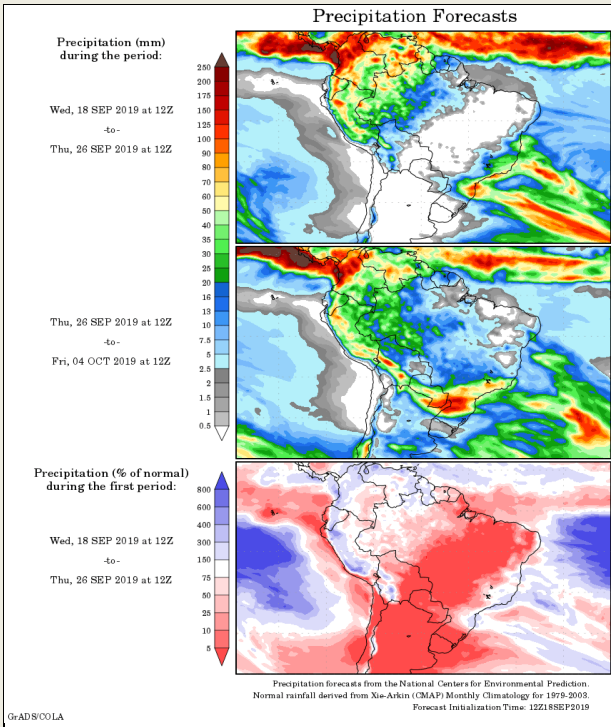 Precipitation Forecasts
Precipitation (mm)
during the period:
Wed, 18 SEP 2019 at 12Z
-to-
Thu, 26 SEP 2019 at 12Z
250
200
175
150
125
100
90
80
70
60
50
40
35
30
25
20
16
13
10
7.5
5
2.5
2
1.5
1
0.5
Thu, 26 SEP 2019 at 12Z
-to-
Fri, 04 OCT 2019 at 12Z
Precipitation (% of normal)
during the first period:
Wed, 18 SEP 2019 at 12Z
-to-
Thu, 26 SEP 2019 at 12Z
800
600
400
300
150
75
50
25
10
5
Precipitation forecasts from the National Centers for Environmental Prediction.
Normal rainfall derived from Xie-Arkin (CMAP) Monthly Climatology for 1979-2003.
Forecast Initialization Time: 12Z18SEP2019
GrADS/COLA